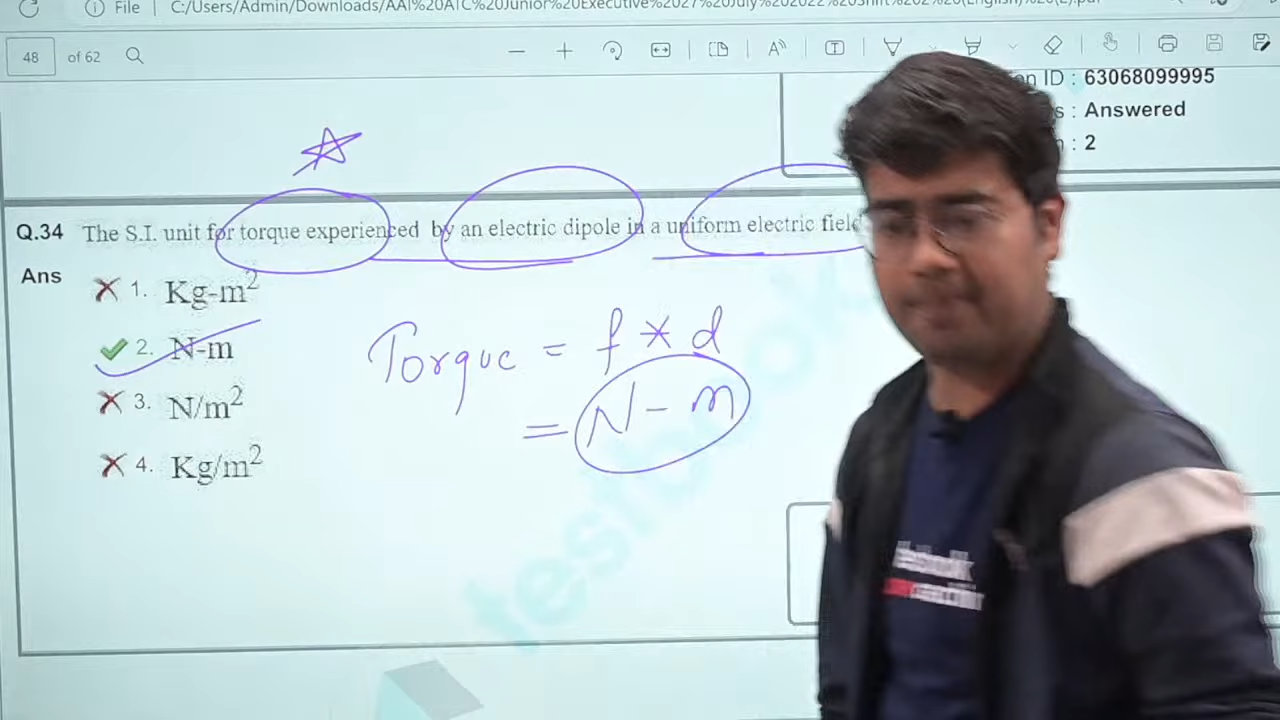 File C:/Users/Admin/Downloads/AAI%20ATC%20Junior%20Executive%2027%20July%202022%20Shift%202%20(English)%20(E).pdf
48 of 62
ID : 63068099995
: Answered
: 2
Q.34 The S.I. unit for torque experienced by an electric dipole in a uniform electric field
Ans
1. Kg-m²
2. N-m
3. N/m²
4. Kg/m²
Torque = f * d
= N - m
testbook